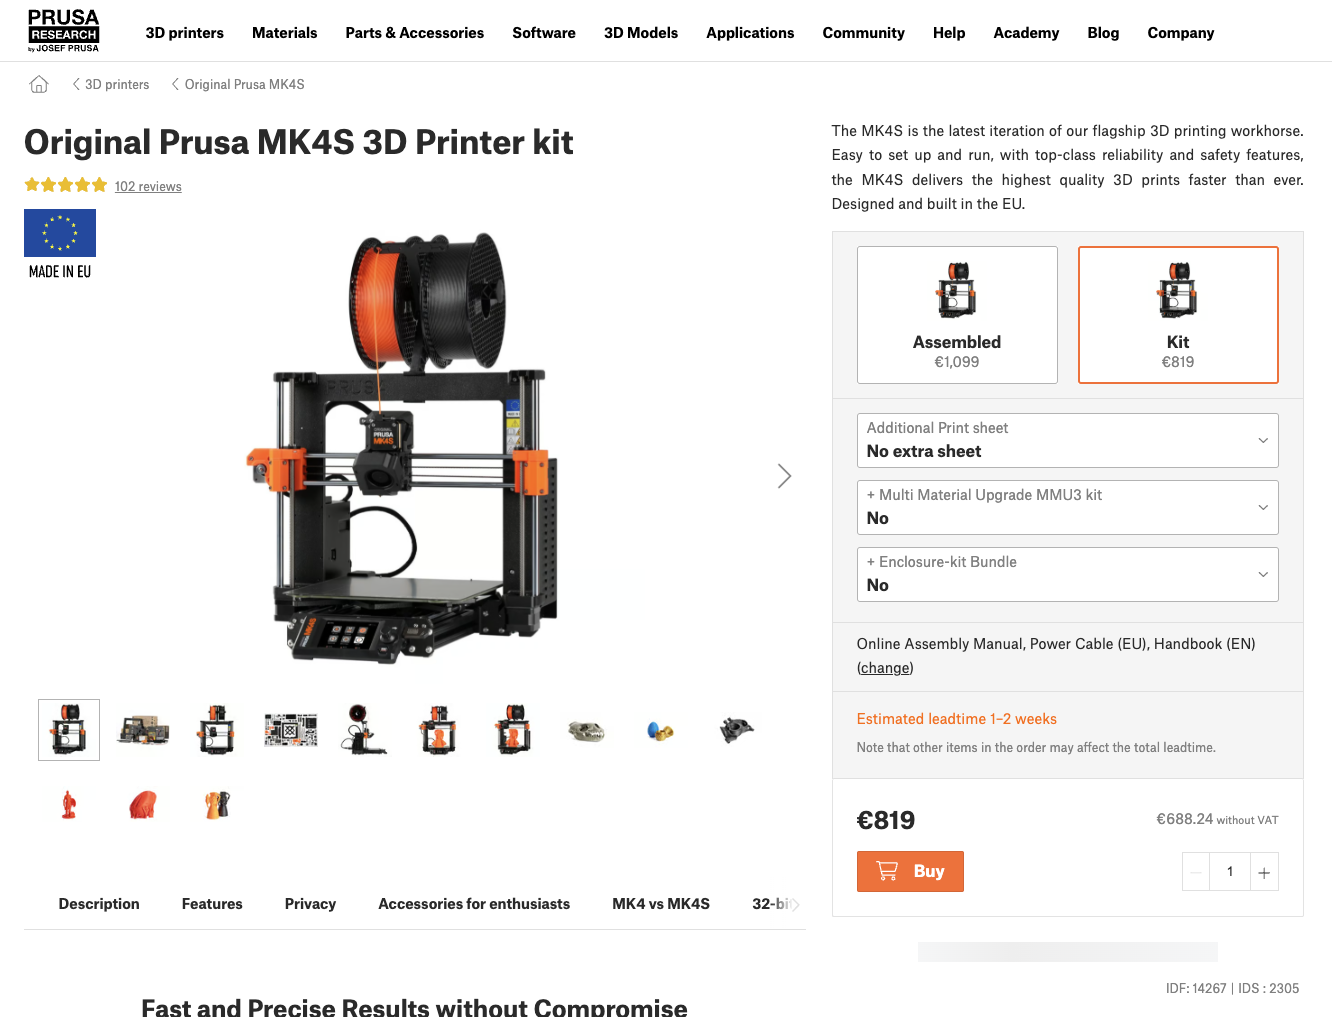 PRUSA
RESEARCH
by JOSEF PRUSA
3D printers
Materials
Parts & Accessories
Software
3D Models
Applications
Community
Help
Academy
Blog
Company
3D printers
Original Prusa MK4S
Original Prusa MK4S 3D Printer kit
102 reviews
MADE IN EU
PRUSA
PRUSA
MK4S
MK4S
Description
Features
Privacy
Accessories for enthusiasts
MK4 vs MK4S
32-bi
Fast and Precise Results without Compromise
The MK4S is the latest iteration of our flagship 3D printing workhorse.
Easy to set up and run, with top-class reliability and safety features,
the MK4S delivers the highest quality 3D prints faster than ever.
Designed and built in the EU.
Assembled
€1,099
Kit
€819
Additional Print sheet
No extra sheet
+ Multi Material Upgrade MMU3 kit
No
+ Enclosure-kit Bundle
No
Online Assembly Manual, Power Cable (EU), Handbook (EN)
(change)
Estimated leadtime 1–2 weeks
Note that other items in the order may affect the total leadtime.
€819
€688.24 without VAT
Buy
1
IDF: 14267 | IDS : 2305